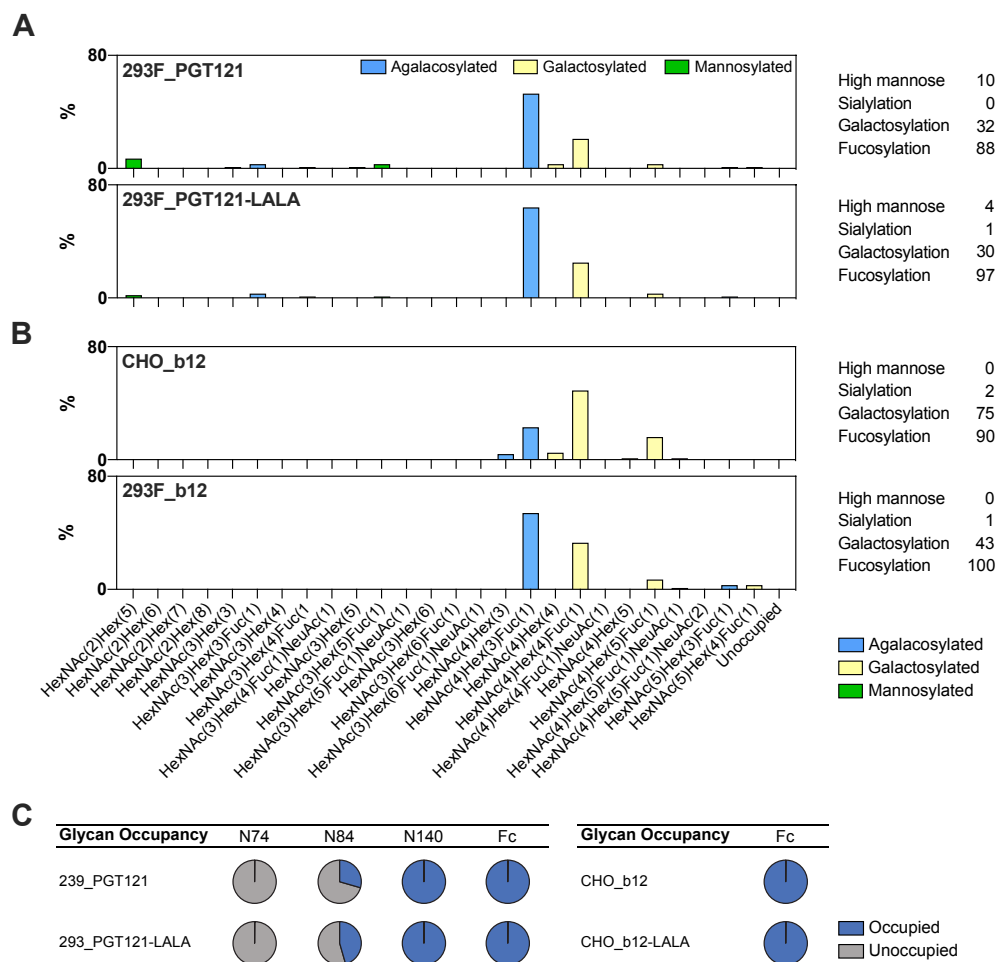 A
80
293F_PGT121
Agalacosylated
Galactosylated
Mannosylated
%
0
High mannose 10
Sialylation 0
Galactosylation 32
Fucosylation 88
80
293F_PGT121-LALA
%
0
High mannose 4
Sialylation 1
Galactosylation 30
Fucosylation 97
B
80
CHO_b12
%
0
High mannose 0
Sialylation 2
Galactosylation 75
Fucosylation 90
80
293F_b12
%
0
High mannose 0
Sialylation 1
Galactosylation 43
Fucosylation 100
HexNAc(2)Hex(5)
HexNAc(2)Hex(6)
HexNAc(2)Hex(7)
HexNAc(2)Hex(8)
HexNAc(3)Hex(3)
HexNAc(3)Hex(3)Fuc(1)
HexNAc(3)Hex(4)
HexNAc(3)Hex(4)Fuc(1
HexNAc(3)Hex(4)Fuc(1)NeuAc(1)
HexNAc(3)Hex(5)
HexNAc(3)Hex(5)Fuc(1)
HexNAc(3)Hex(5)Fuc(1)NeuAc(1)
HexNAc(3)Hex(6)
HexNAc(3)Hex(6)Fuc(1)
HexNAc(3)Hex(6)Fuc(1)NeuAc(1)
HexNAc(4)Hex(3)
HexNAc(4)Hex(3)Fuc(1)
HexNAc(4)Hex(4)
HexNAc(4)Hex(4)Fuc(1)
HexNAc(4)Hex(4)Fuc(1)NeuAc(1)
HexNAc(4)Hex(5)
HexNAc(4)Hex(5)Fuc(1)
HexNAc(4)Hex(5)Fuc(1)NeuAc(1)
HexNAc(4)Hex(5)Fuc(1)NeuAc(2)
HexNAc(5)Hex(3)Fuc(1)
HexNAc(5)Hex(4)Fuc(1)
Unoccupied
Agalacosylated
Galactosylated
Mannosylated
C
Glycan Occupancy N74 N84 N140 Fc
239_PGT121
293_PGT121-LALA
Glycan Occupancy Fc
CHO_b12
CHO_b12-LALA
Occupied
Unoccupied